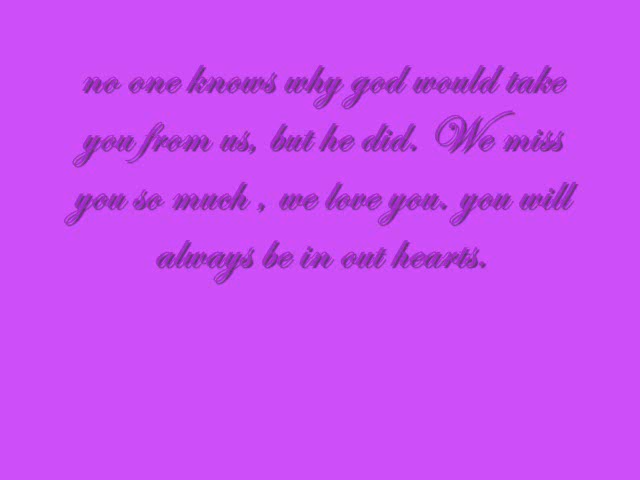 no one knows why god would take
you from us, but he did. We miss
you so much , we love you. you will
always be in out hearts.